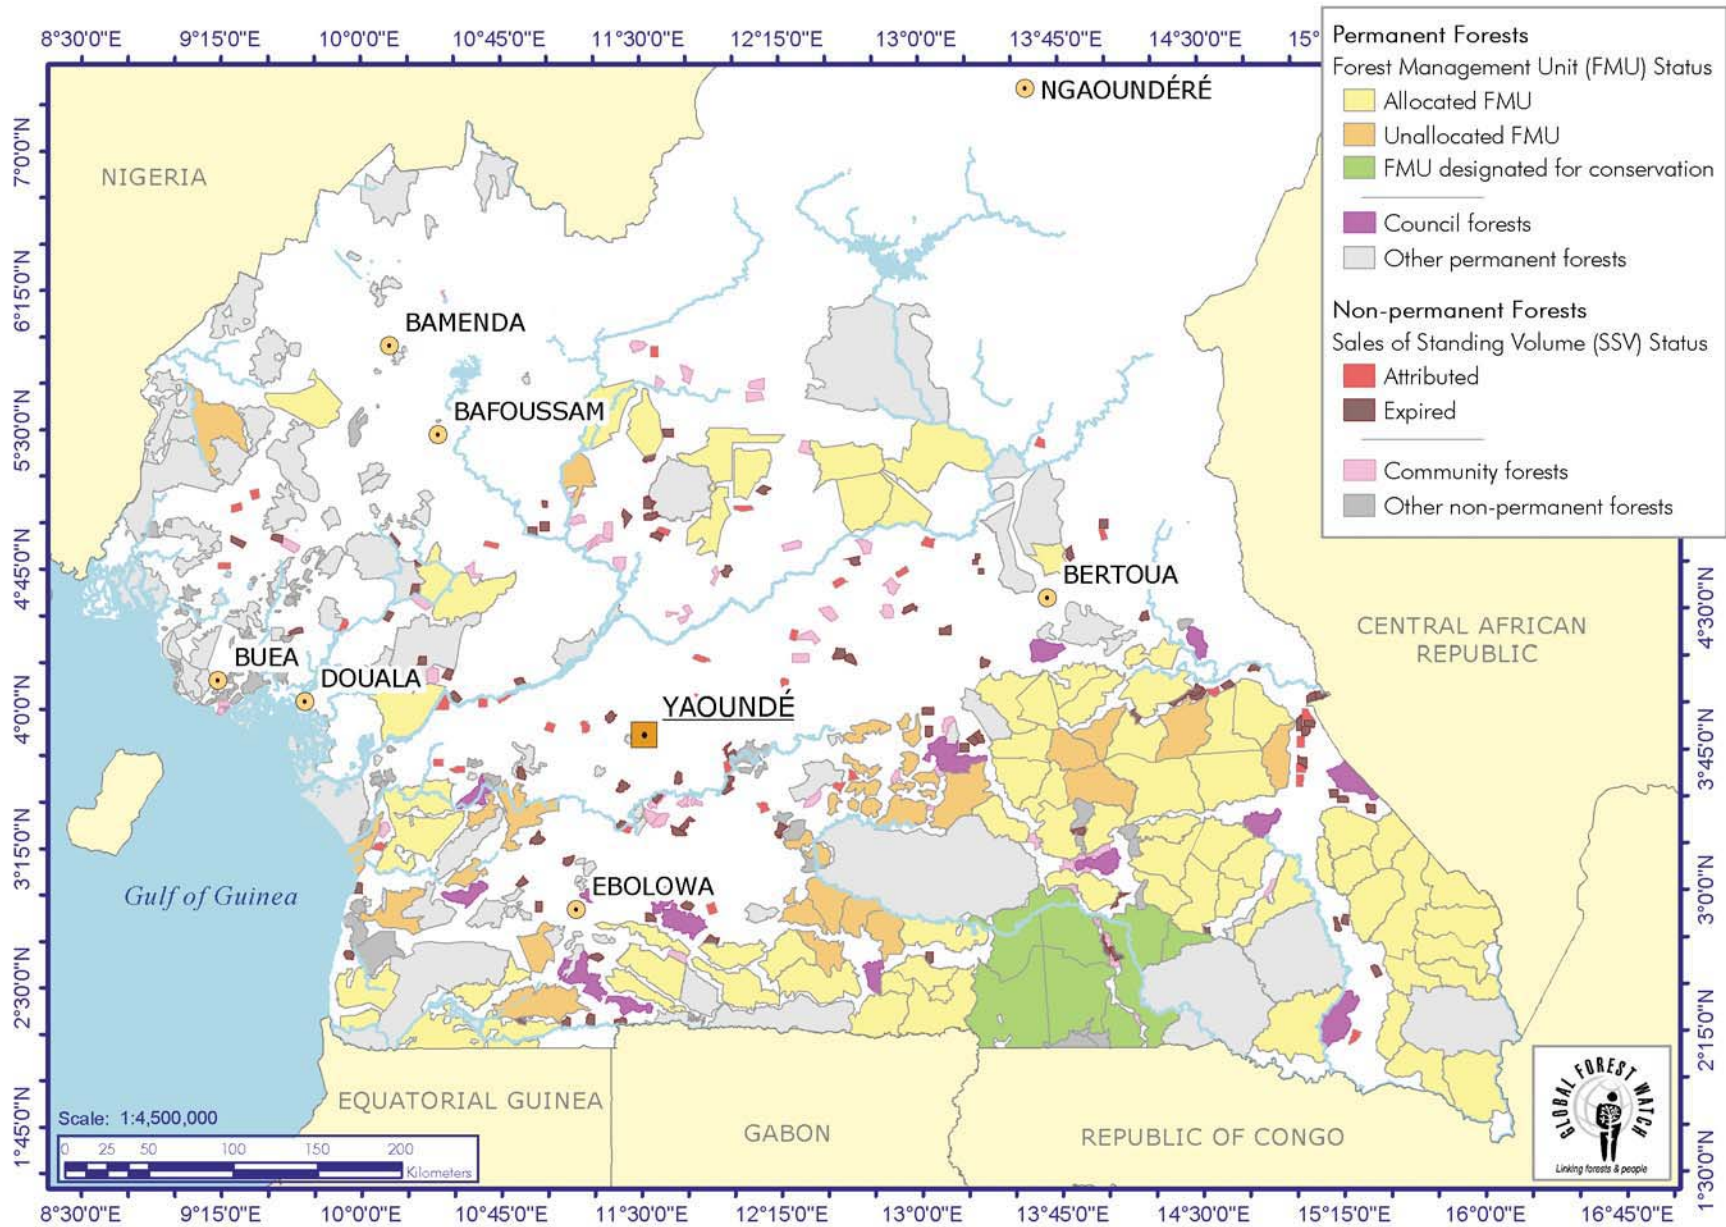 8°30'0"E 9°15'0"E 10°0'0"E 10°45'0"E 11°30'0"E 12°15'0"E 13°0'0"E 13°45'0"E 14°30'0"E 15°
Permanent Forests
Forest Management Unit (FMU) Status
Allocated FMU
Unallocated FMU
FMU designated for conservation
Council forests
Other permanent forests
Non-permanent Forests
Sales of Standing Volume (SSV) Status
Attributed
Expired
Community forests
Other non-permanent forests
7°0'0"N
6°15'0"N
5°30'0"N
4°45'0"N
4°0'0"N
3°15'0"N
2°30'0"N
1°45'0"N
NGAOUNDÉRÉ
NIGERIA
BAMENDA
BAFOUSSAM
BERTOUA
CENTRAL AFRICAN
REPUBLIC
BUEA
DOUALA
YAOUNDÉ
EBOLOWA
Gulf of Guinea
EQUATORIAL GUINEA
GABON
REPUBLIC OF CONGO
4°30'0"N
3°45'0"N
3°0'0"N
2°15'0"N
1°30'0"N
Scale: 1:4,500,000
0 25 50 100 150 200
Kilometers
GLOBAL FOREST WATCH
Linking forests & people
8°30'0"E 9°15'0"E 10°0'0"E 10°45'0"E 11°30'0"E 12°15'0"E 13°0'0"E 13°45'0"E 14°30'0"E 15°15'0"E 16°0'0"E 16°45'0"E